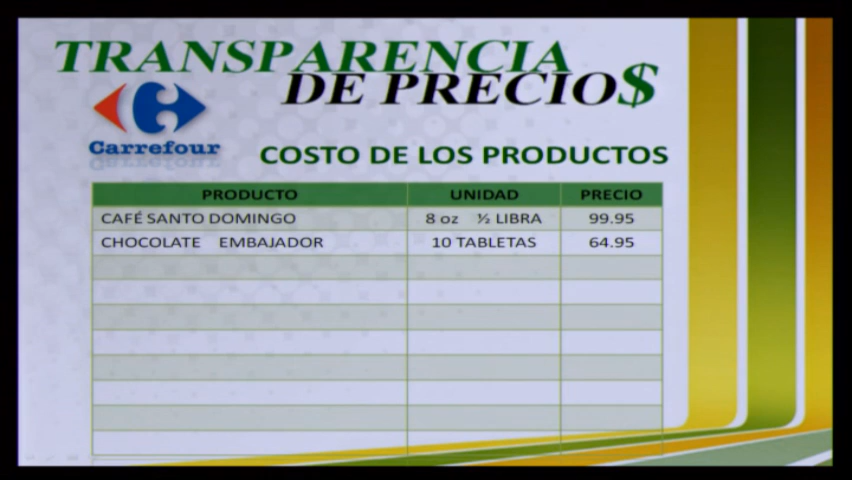 TRANSPARENCIA
DE PRECIO$
Carrefour
COSTO DE LOS PRODUCTOS
PRODUCTO UNIDAD PRECIO
CAFÉ SANTO DOMINGO 8 oz ½ LIBRA 99.95
CHOCOLATE EMBAJADOR 10 TABLETAS 64.95